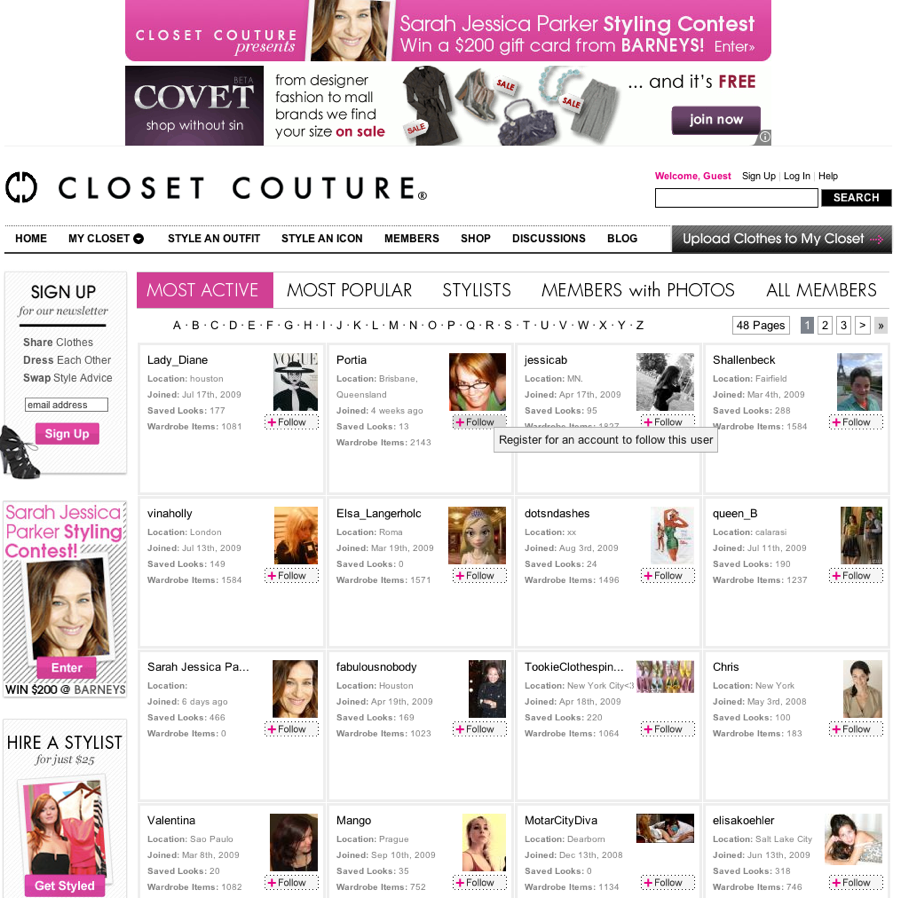 CLOSET COUTURE
presents
Sarah Jessica Parker Styling Contest
Win a $200 gift card from BARNEYS! Enter»
BETA
COVET
shop without sin
from designer
fashion to mall
brands we find
your size on sale
SALE
SALE
SALE
... and it's FREE
join now
CLOSET COUTURE®
Welcome, Guest Sign Up | Log In | Help
SEARCH
HOME MY CLOSET STYLE AN OUTFIT STYLE AN ICON MEMBERS SHOP DISCUSSIONS BLOG Upload Clothes to My Closet
SIGN UP
for our newsletter
Share Clothes
Dress Each Other
Swap Style Advice
email address
Sign Up
Sarah Jessica
Parker Styling
Contest!
Enter
WIN $200 @ BARNEYS
HIRE A STYLIST
for just $25
Get Styled
MOST ACTIVE MOST POPULAR STYLISTS MEMBERS with PHOTOS ALL MEMBERS
A · B · C · D · E · F · G · H · I · J · K · L · M · N · O · P · Q · R · S · T · U · V · W · X · Y · Z
48 Pages 1 2 3 > »
Lady_Diane
Location: houston
Joined: Jul 17th, 2009
Saved Looks: 177
Wardrobe Items: 1081
VOGUE
+ Follow
Portia
Location: Brisbane,
Queensland
Joined: 4 weeks ago
Saved Looks: 13
Wardrobe Items: 2143
+ Follow
jessicab
Location: MN,
Joined: Apr 17th, 2009
Saved Looks: 95
Wardrobe Items: 1827
+ Follow
Register for an account to follow this user
Shallenbeck
Location: Fairfield
Joined: Mar 4th, 2009
Saved Looks: 288
Wardrobe Items: 1584
+ Follow
vinaholly
Location: London
Joined: Jul 13th, 2009
Saved Looks: 149
Wardrobe Items: 1584
+ Follow
Elsa_Langerholc
Location: Roma
Joined: Mar 19th, 2009
Saved Looks: 0
Wardrobe Items: 1571
+ Follow
dotsndashes
Location: xx
Joined: Aug 3rd, 2009
Saved Looks: 24
Wardrobe Items: 1496
+ Follow
queen_B
Location: calarasi
Joined: Jul 11th, 2009
Saved Looks: 190
Wardrobe Items: 1237
+ Follow
Sarah Jessica Pa...
Location:
Joined: 6 days ago
Saved Looks: 466
Wardrobe Items: 0
+ Follow
fabulousnobody
Location: Houston
Joined: Apr 19th, 2009
Saved Looks: 169
Wardrobe Items: 1023
+ Follow
TookieClothespin...
Location: New York City<3
Joined: Apr 18th, 2009
Saved Looks: 220
Wardrobe Items: 1064
+ Follow
Chris
Location: New York
Joined: May 3rd, 2008
Saved Looks: 100
Wardrobe Items: 183
+ Follow
Valentina
Location: Sao Paulo
Joined: Mar 8th, 2009
Saved Looks: 20
Wardrobe Items: 1082
+ Follow
Mango
Location: Prague
Joined: Sep 10th, 2009
Saved Looks: 35
Wardrobe Items: 752
+ Follow
MotarCityDiva
Location: Dearborn
Joined: Dec 13th, 2008
Saved Looks: 0
Wardrobe Items: 1134
+ Follow
elisakoehler
Location: Salt Lake City
Joined: Jun 13th, 2009
Saved Looks: 318
Wardrobe Items: 746
+ Follow